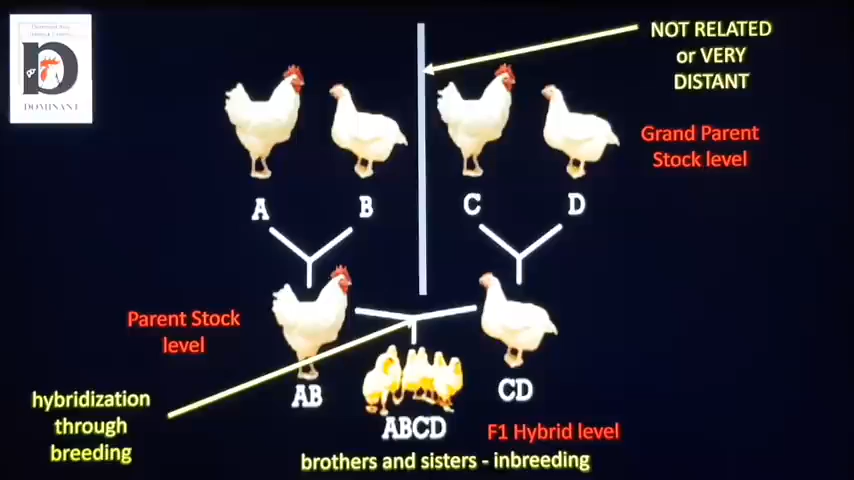 NOT RELATED
or VERY
DISTANT
DOMINANT
Grand Parent
Stock level
A
B
C
D
Parent Stock
level
AB
CD
hybridization
through
breeding
ABCD
F1 Hybrid level
brothers and sisters - inbreeding